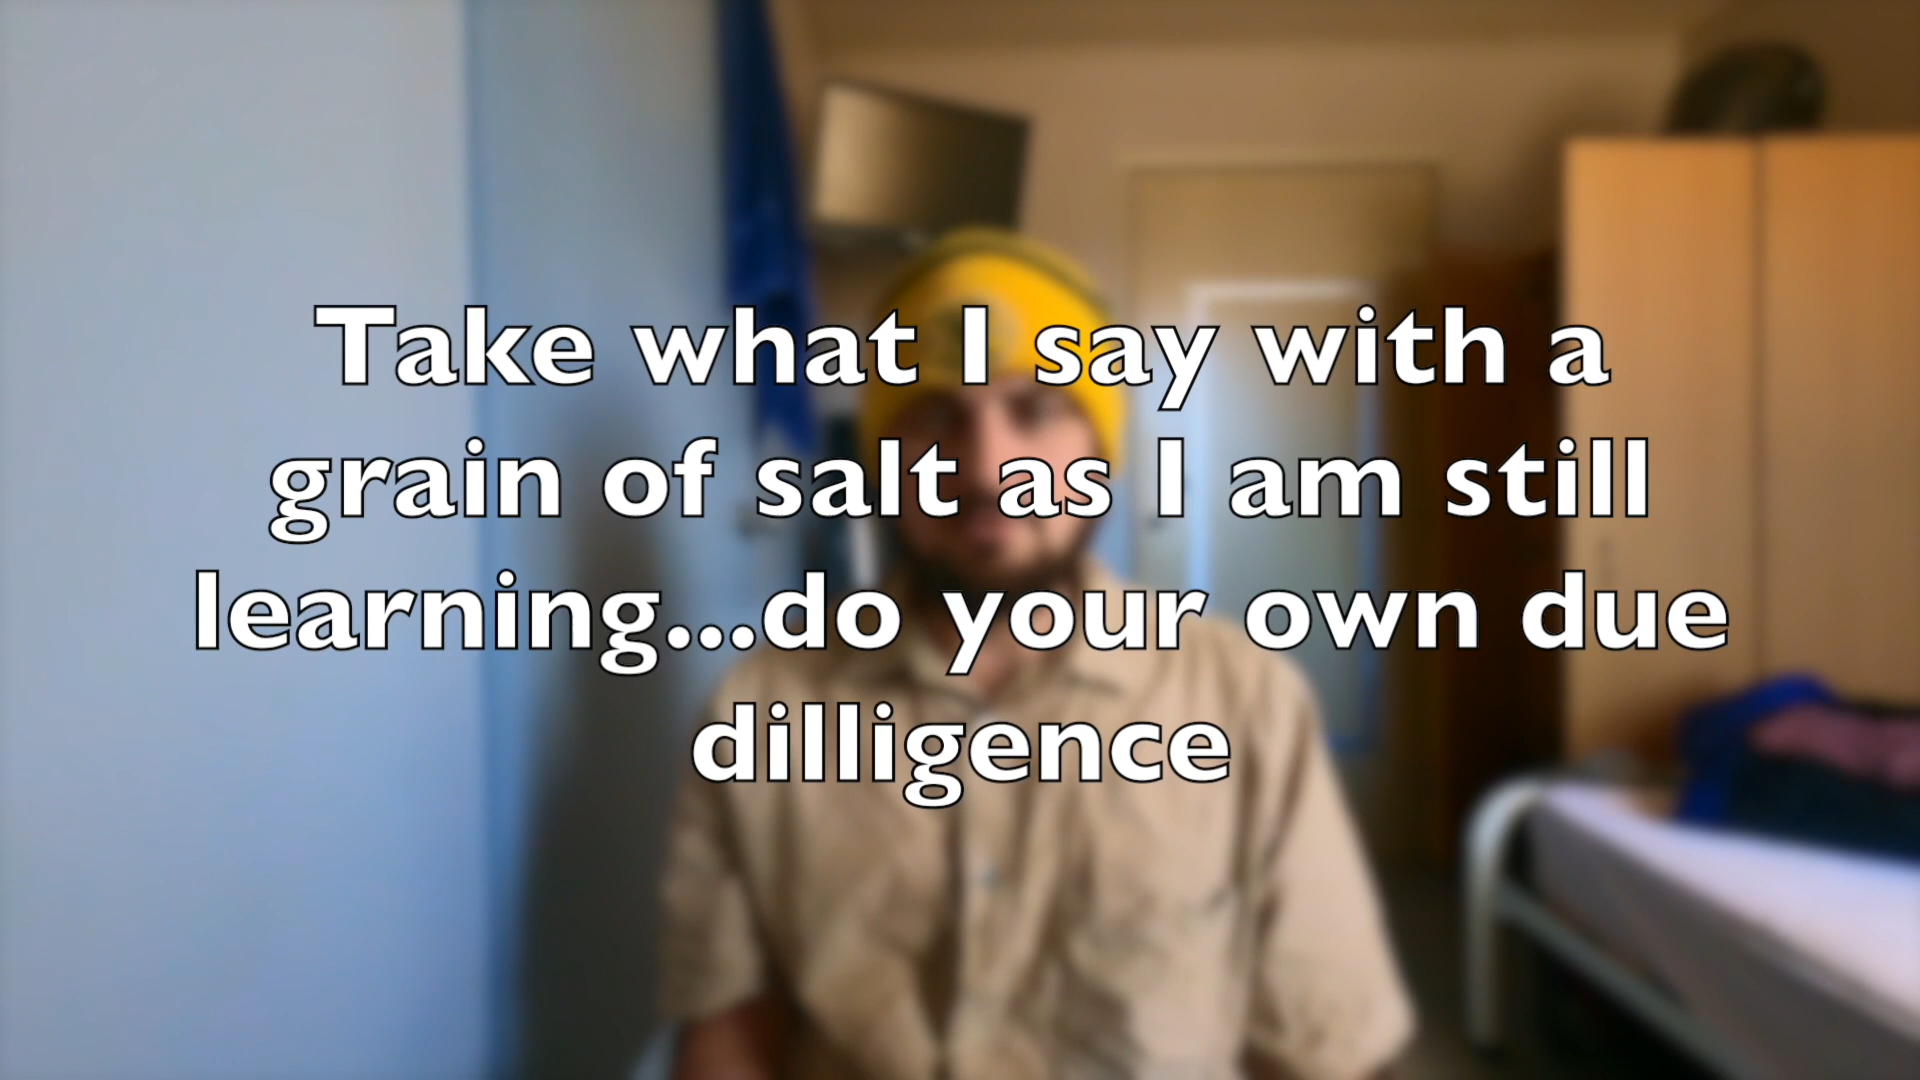 Take what I say with a
grain of salt as I am still
learning...do your own due
dilligence